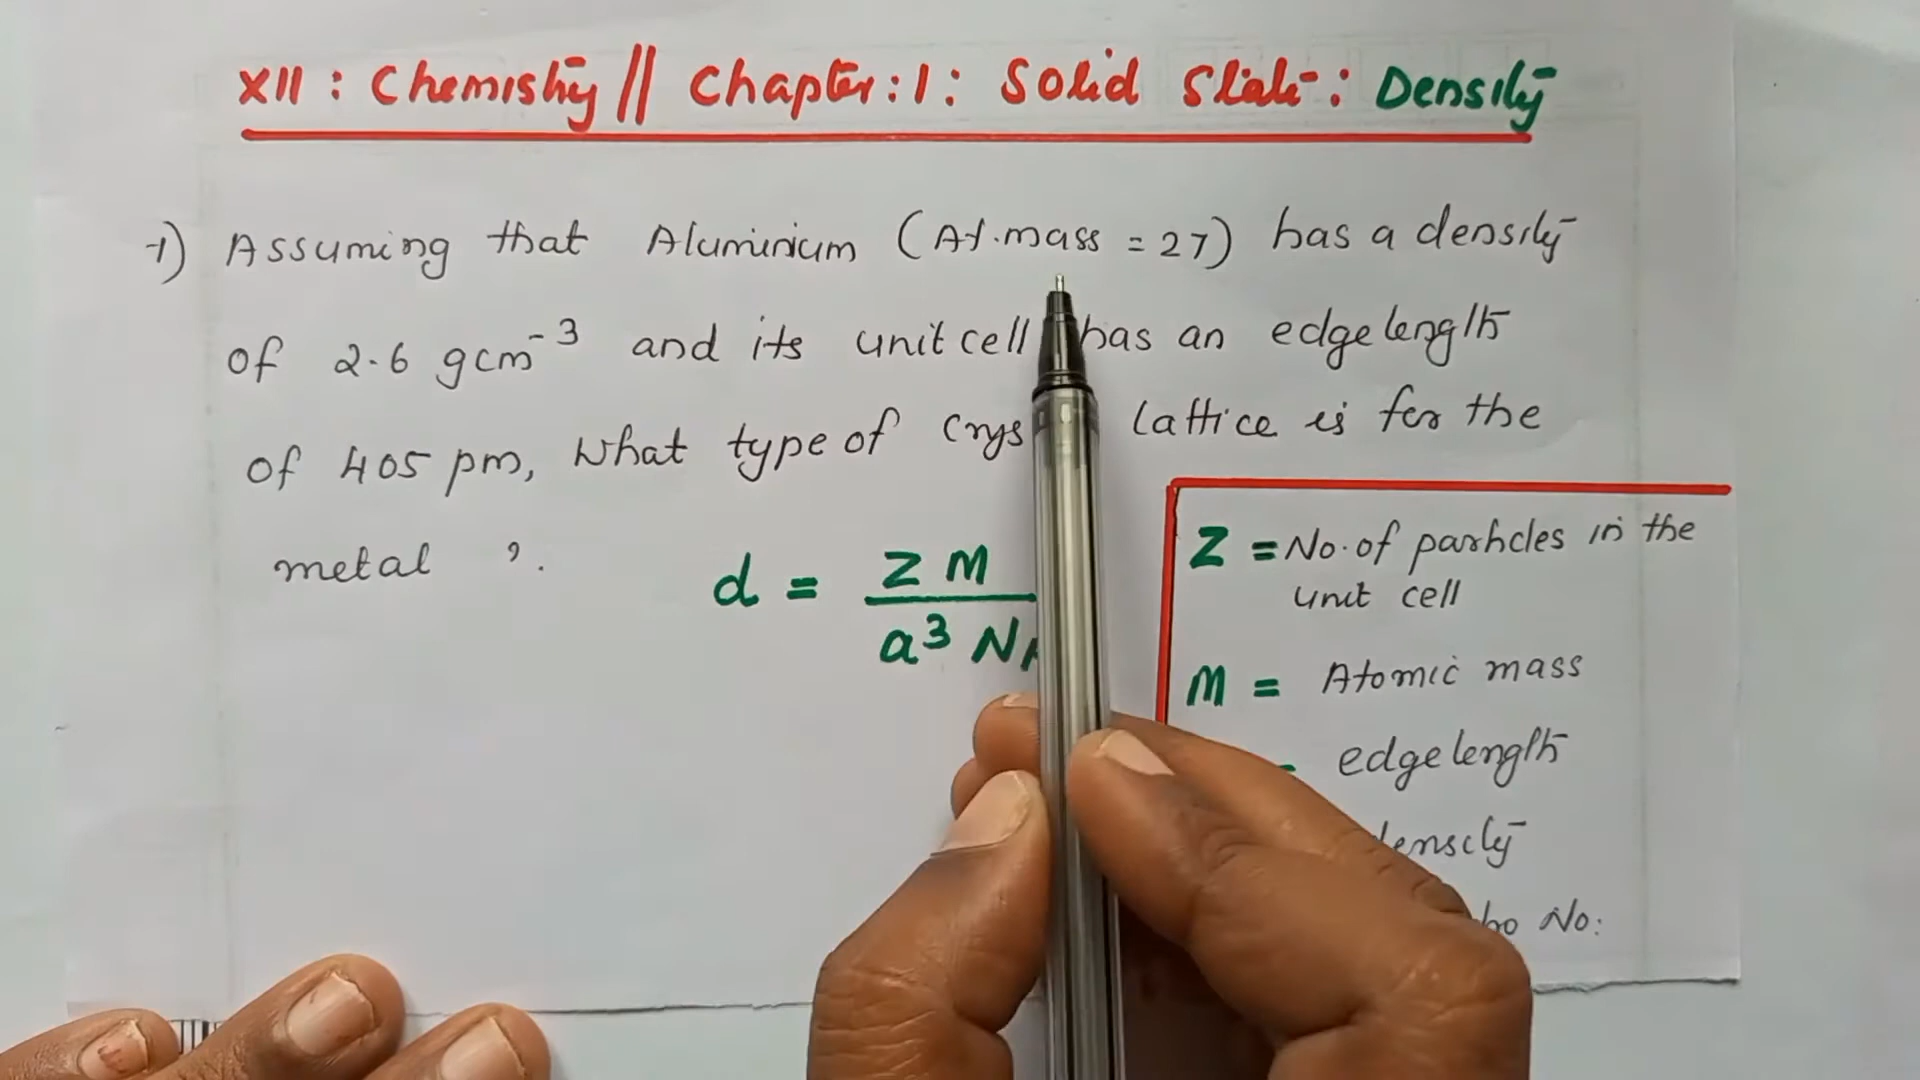 XII : Chemistry // Chapter : 1 : Solid State : Density
1) Assuming that Aluminium (At.mass = 27) has a density
of 2.6 gcm⁻³ and its unit cell has an edge length
of 405 pm, What type of Crys lattice is for the
metal ?
d = Z M / a³ N
Z = No. of particles in the
unit cell
M = Atomic mass
edge length
density
No: